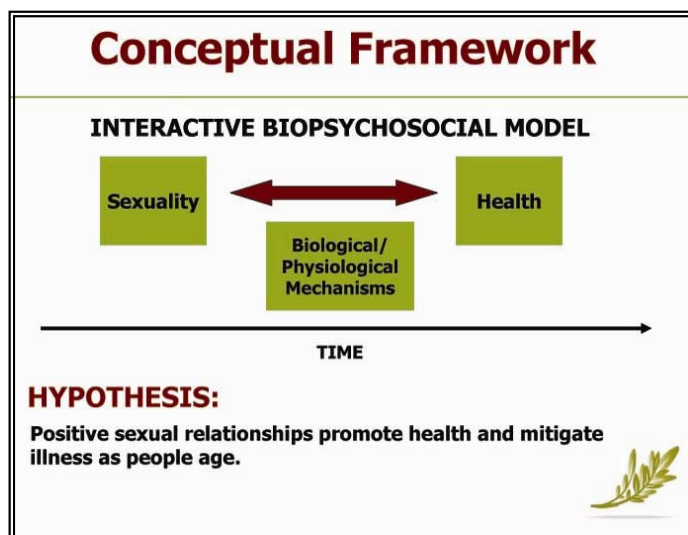 Conceptual Framework
INTERACTIVE BIOPSYCHOSOCIAL MODEL
Sexuality
Health
Biological/
Physiological
Mechanisms
TIME
HYPOTHESIS:
Positive sexual relationships promote health and mitigate
illness as people age.